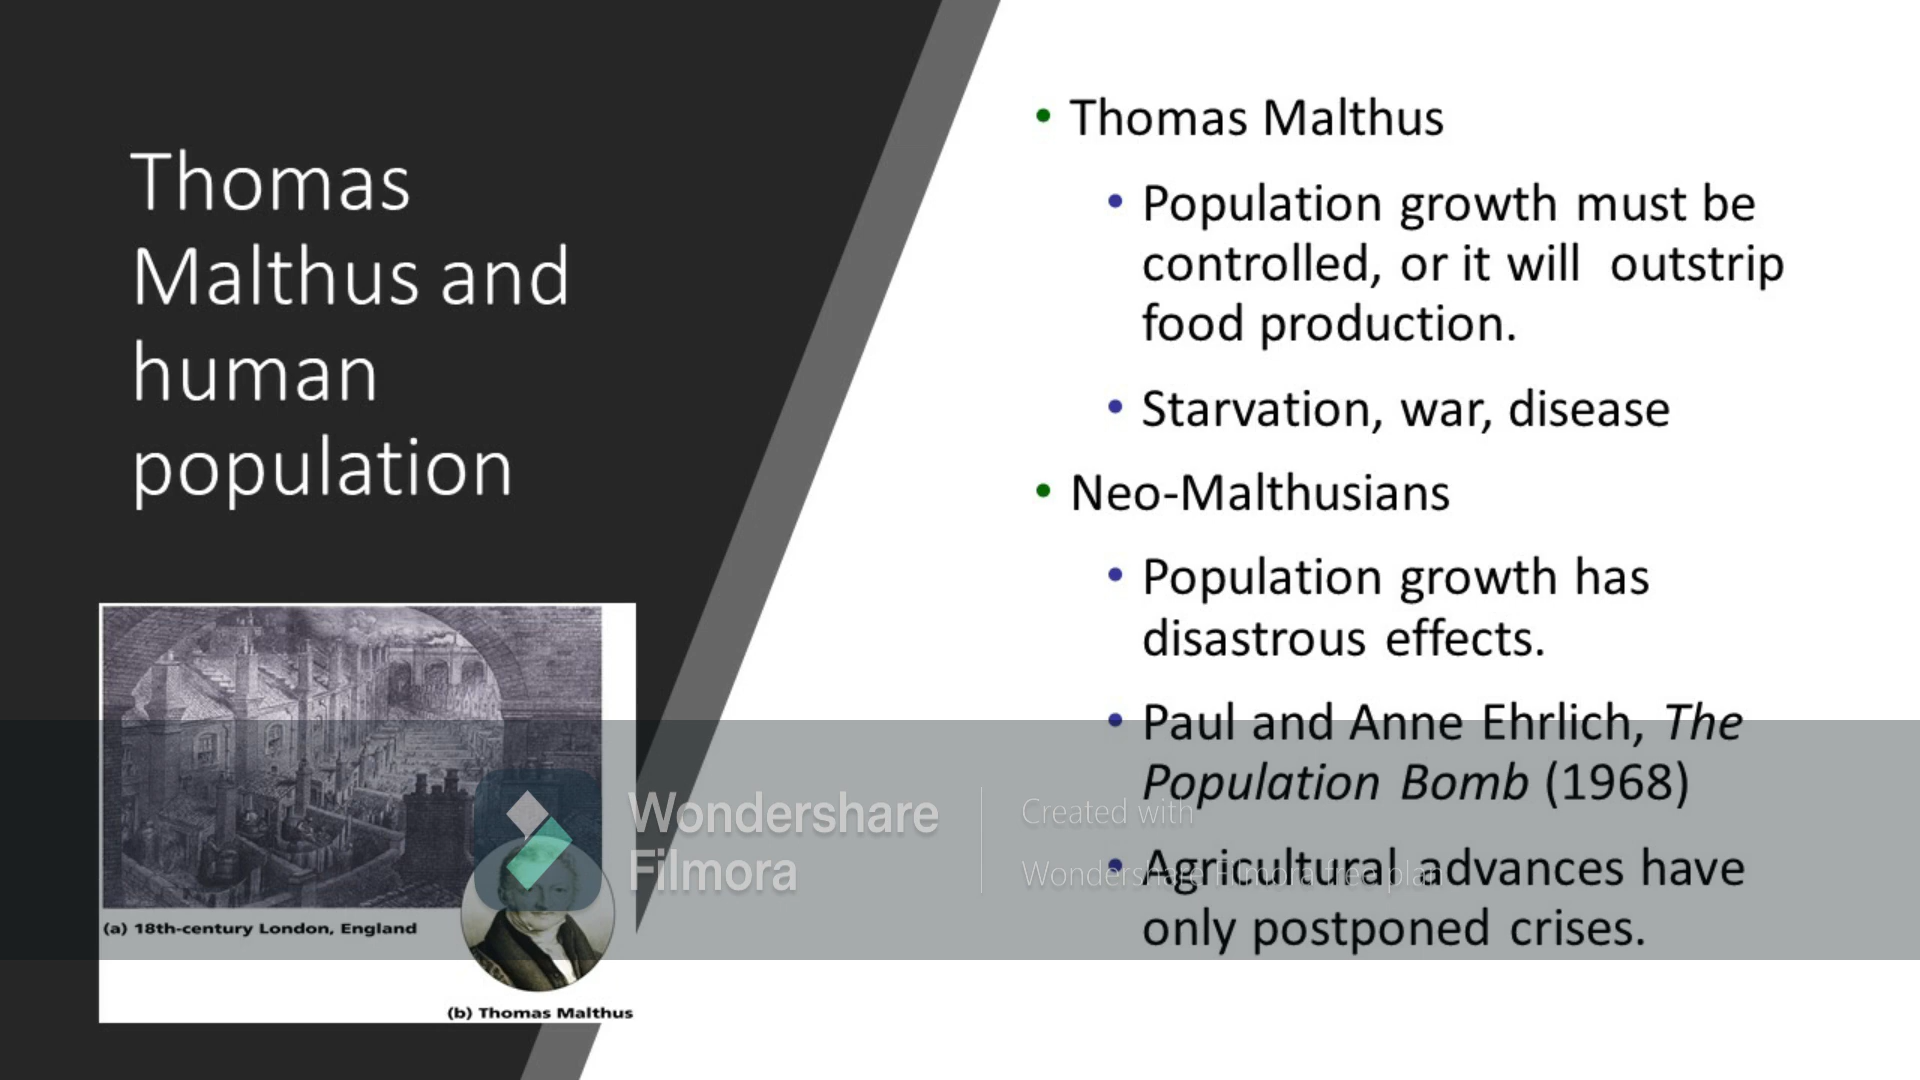 Thomas
Malthus and
human
population
(a) 18th-century London, England
(b) Thomas Malthus
• Thomas Malthus
• Population growth must be
controlled, or it will outstrip
food production.
• Starvation, war, disease
• Neo-Malthusians
• Population growth has
disastrous effects.
• Paul and Anne Ehrlich, The
Population Bomb (1968)
• Agricultural advances have
only postponed crises.
Wondershare
Filmora
Created with
Wondershare Filmora free plan